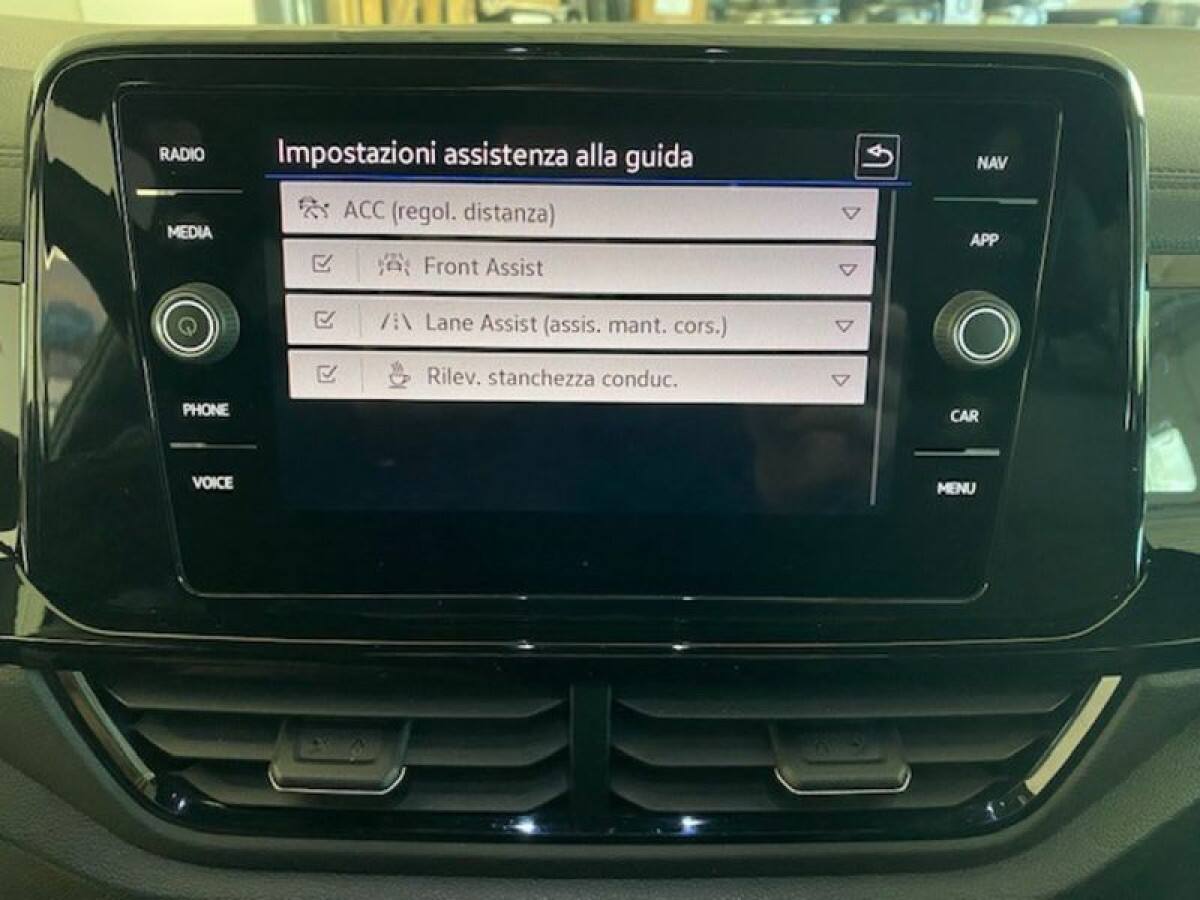 Impostazioni assistenza alla guida
ACC (regol. distanza)
Front Assist
Lane Assist (assis. mant. cors.)
Rilev. stanchezza conduc.
RADIO
MEDIA
PHONE
VOICE
NAV
APP
CAR
MENU